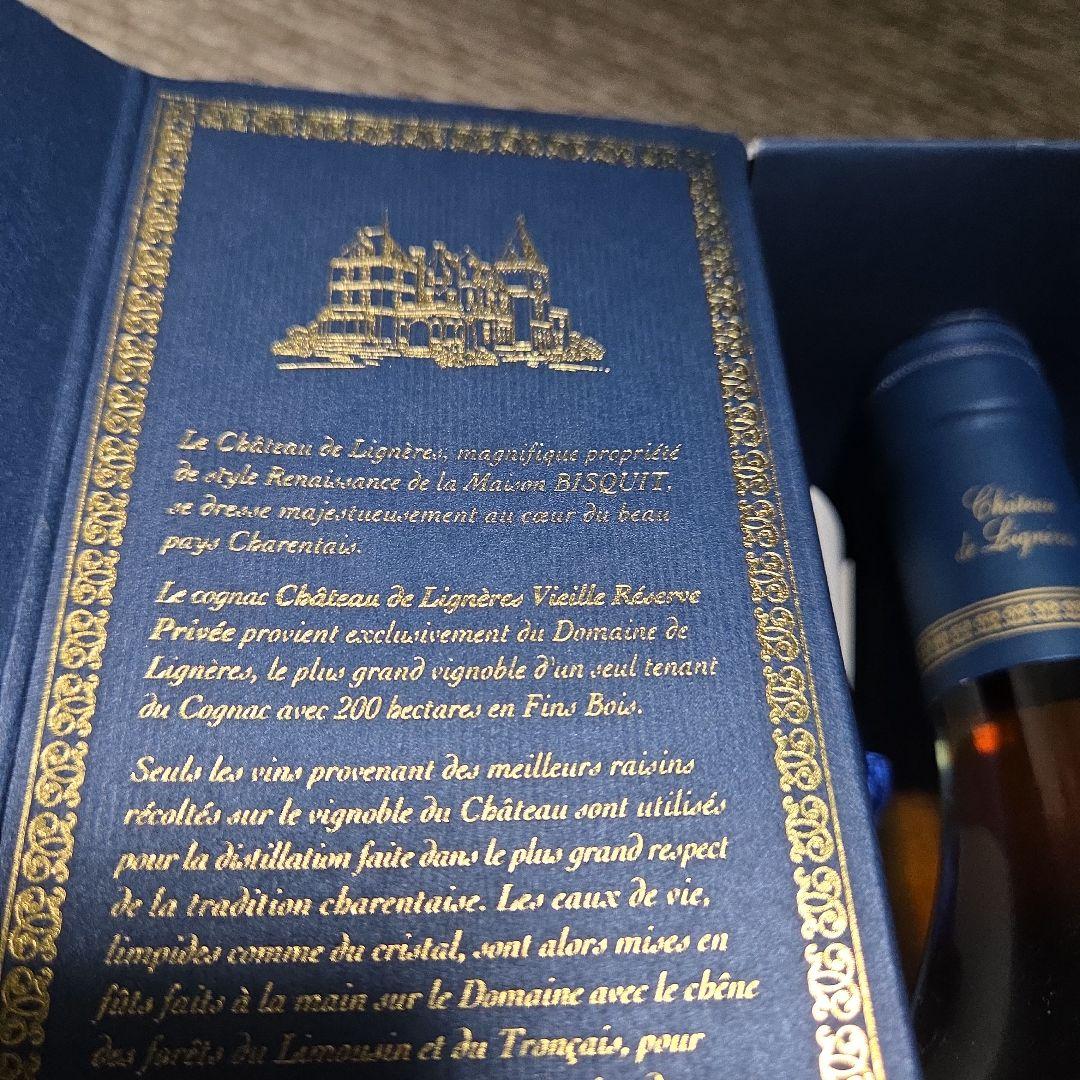 Le Château de Lignères, magnifique propriété
de style Renaissance de la Maison BISQUIT,
se dresse majestueusement au cœur du beau
pays Charentais.
Le cognac Château de Lignères Vieille Réserve
Privée provient exclusivement du Domaine de
Lignères, le plus grand vignoble d'un seul tenant
du Cognac avec 200 hectares en Fins Bois.
Seuls les vins provenant des meilleurs raisins
récoltés sur le vignoble du Château sont utilisés
pour la distillation faite dans le plus grand respect
de la tradition charentaise. Les eaux de vie,
limpides comme du cristal, sont alors mises en
fûts faits à la main sur le Domaine avec le chêne
des forêts du Limousin et du Tronçais, pour
Château
de Lignères